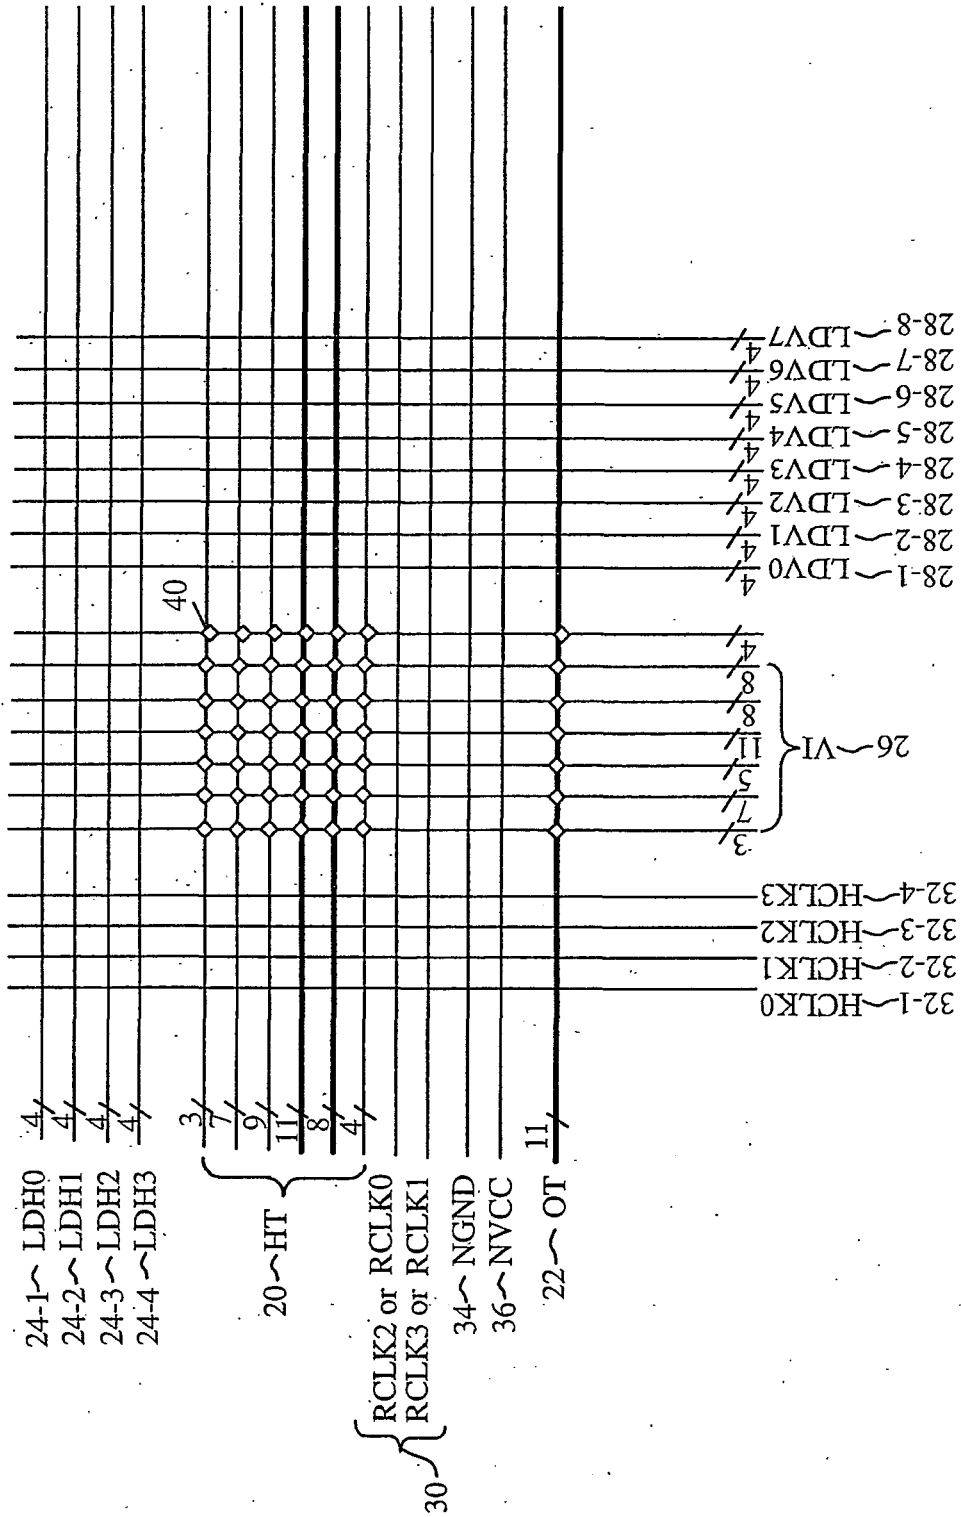 24-1 LDH0 4
24-2 LDH1 4
24-3 LDH2 4
24-4 LDH3 4
20 HT
3
7
9
11
8
4
30
RCLK2 or RCLK0
RCLK3 or RCLK1
34 NGND
36 NVCC
22 OT 11
40
32-1 HCLK0
32-2 HCLK1
32-3 HCLK2
32-4 HCLK3
26 VI
3
7
5
11
8
8
4
28-1 LDV0 4
28-2 LDV1 4
28-3 LDV2 4
28-4 LDV3 4
28-5 LDV4 4
28-6 LDV5 4
28-7 LDV6 4
28-8 LDV7 4